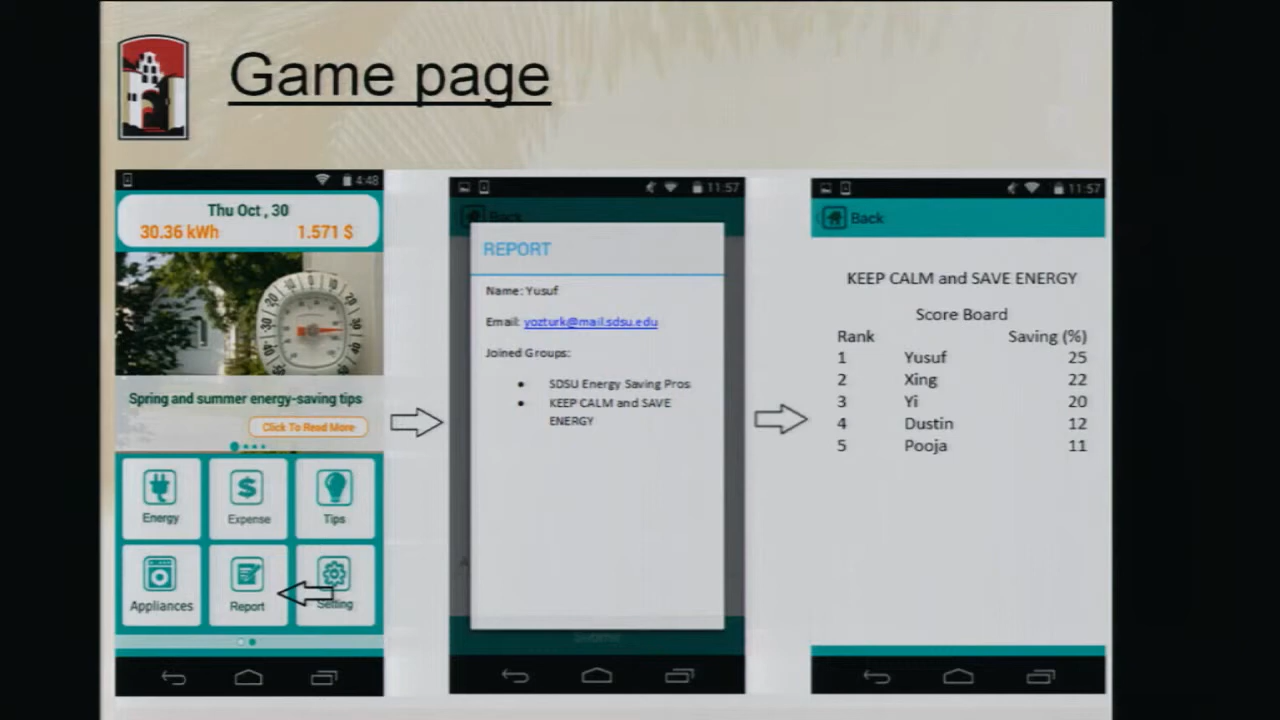 Game page
4:48
Thu Oct , 30
30.36 kWh 1.571 $
Spring and summer energy-saving tips
Click To Read More
Energy
Expense
Tips
Appliances
Report
Setting
11:57
Back
REPORT
Name: Yusuf
Email: yozturk@mail.sdsu.edu
Joined Groups:
• SDSU Energy Saving Pros
• KEEP CALM and SAVE
ENERGY
11:57
Back
KEEP CALM and SAVE ENERGY
Score Board
Rank Saving (%)
1 Yusuf 25
2 Xing 22
3 Yi 20
4 Dustin 12
5 Pooja 11